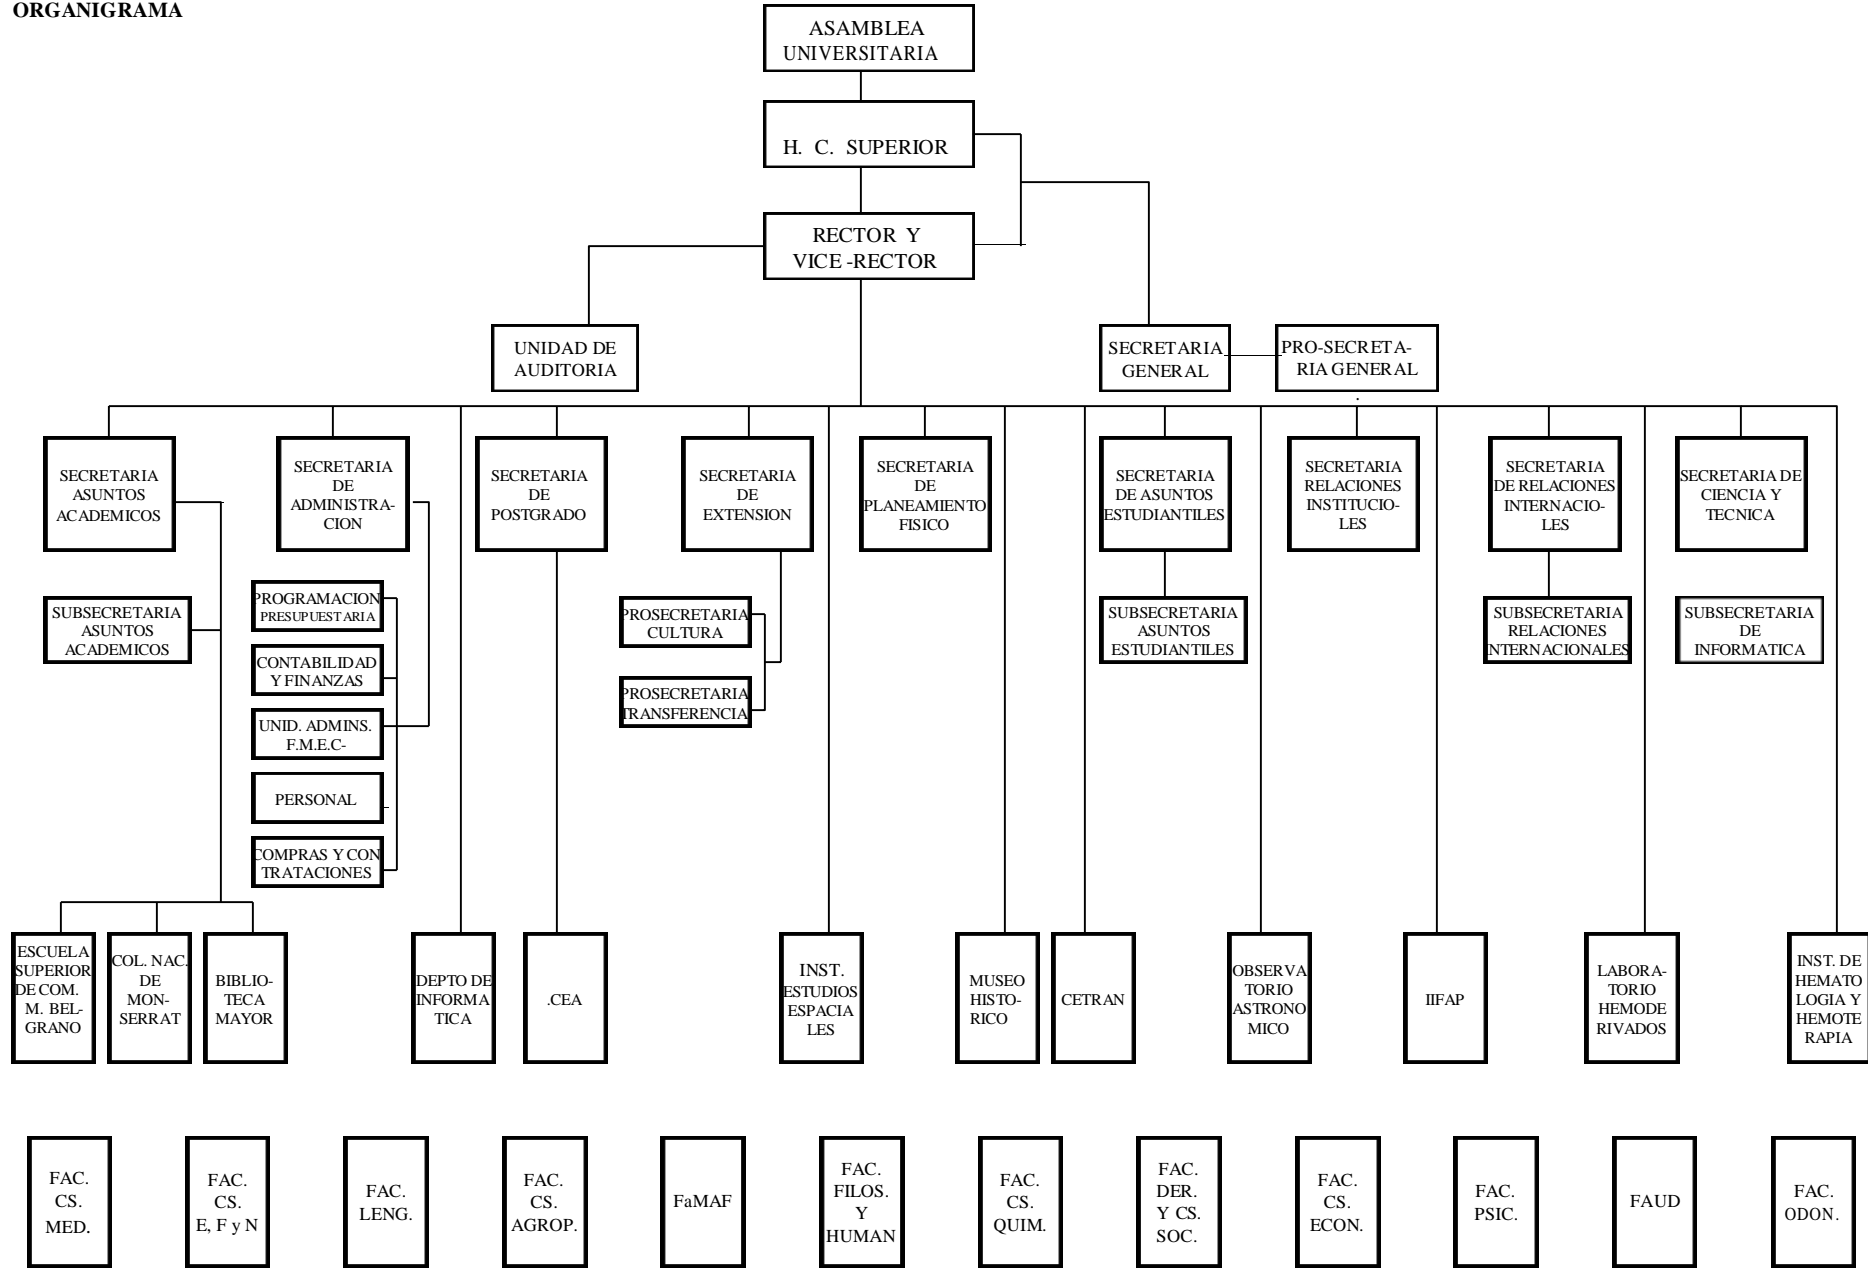 ORGANIGRAMA
ASAMBLEA
UNIVERSITARIA
H. C. SUPERIOR
RECTOR Y
VICE -RECTOR
UNIDAD DE
AUDITORIA
SECRETARIA
GENERAL
PRO-SECRETA-
RIA GENERAL
.
SECRETARIA
ASUNTOS
ACADEMICOS
SECRETARIA
DE
ADMINISTRA-
CION
SECRETARIA
DE
POSTGRADO
SECRETARIA
DE
EXTENSION
SECRETARIA
DE
PLANEAMIENTO
FISICO
SECRETARIA
DE ASUNTOS
ESTUDIANTILES
SECRETARIA
RELACIONES
INSTITUCIO-
LES
SECRETARIA
DE RELACIONES
INTERNACIO-
LES
SECRETARIA DE
CIENCIA Y
TECNICA
SUBSECRETARIA
ASUNTOS
ACADEMICOS
PROGRAMACION
PRESUPUESTARIA
CONTABILIDAD
Y FINANZAS
UNID. ADMINS.
F.M.E.C-
PERSONAL
COMPRAS Y CON
TRATACIONES
PROSECRETARIA
CULTURA
PROSECRETARIA
TRANSFERENCIA
SUBSECRETARIA
ASUNTOS
ESTUDIANTILES
SUBSECRETARIA
RELACIONES
INTERNACIONALES
SUBSECRETARIA
DE
INFORMATICA
ESCUELA
SUPERIOR
DE COM.
M. BEL-
GRANO
COL. NAC.
DE
MON-
SERRAT
BIBLIO-
TECA
MAYOR
DEPTO DE
INFORMA
TICA
.CEA
INST.
ESTUDIOS
ESPACIA
LES
MUSEO
HISTO-
RICO
CETRAN
OBSERVA
TORIO
ASTRONO
MICO
IIFAP
LABORA-
TORIO
HEMODE
RIVADOS
INST. DE
HEMATO
LOGIA Y
HEMOTE
RAPIA
FAC.
CS.
MED.
FAC.
CS.
E, F y N
FAC.
LENG.
FAC.
CS.
AGROP.
FaMAF
FAC.
FILOS.
Y
HUMAN
FAC.
CS.
QUIM.
FAC.
DER.
Y CS.
SOC.
FAC.
CS.
ECON.
FAC.
PSIC.
FAUD
FAC.
ODON.